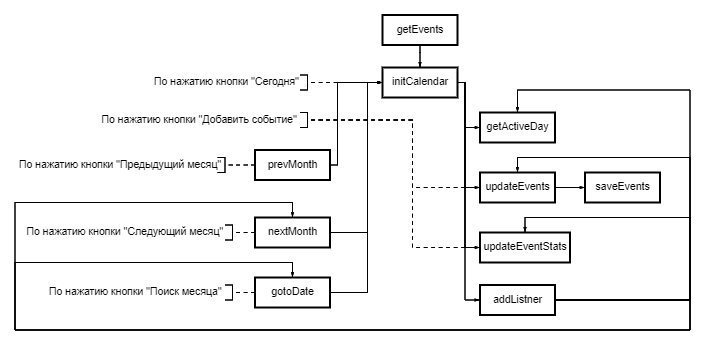 getEvents
По нажатию кнопки "Сегодня"
initCalendar
По нажатию кнопки "Добавить событие"
getActiveDay
По нажатию кнопки "Предыдущий месяц"
prevMonth
updateEvents
saveEvents
По нажатию кнопки "Следующий месяц"
nextMonth
updateEventStats
По нажатию кнопки "Поиск месяца"
gotoDate
addListner